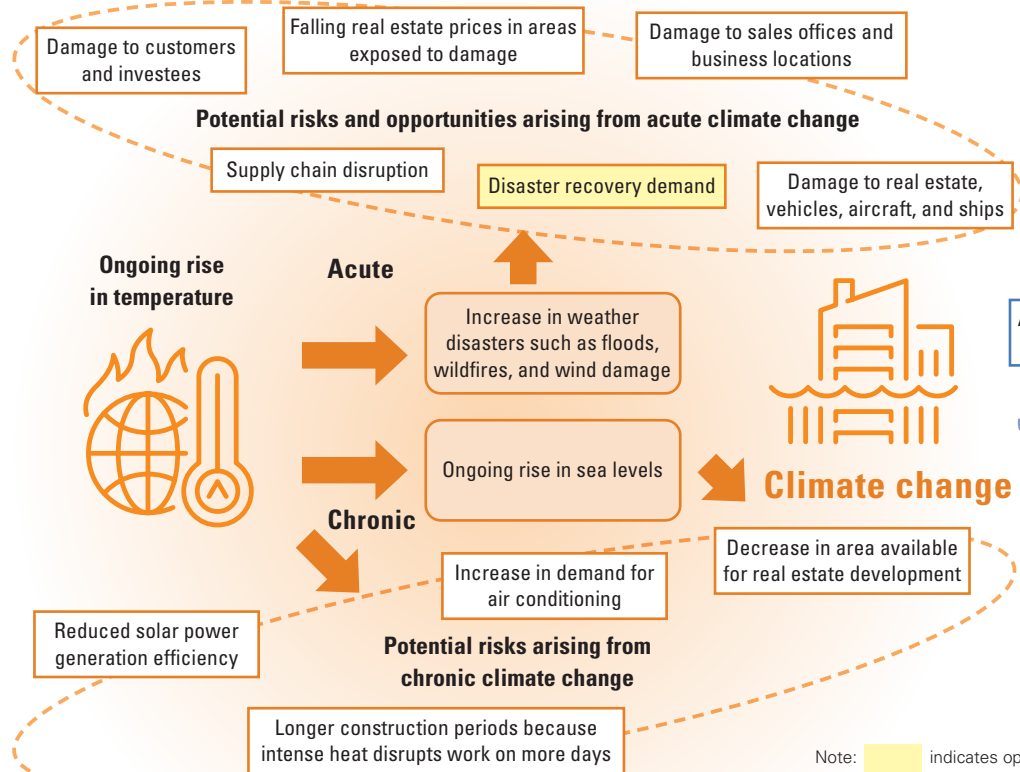 Damage to customers
and investees
Falling real estate prices in areas
exposed to damage
Damage to sales offices and
business locations
Potential risks and opportunities arising from acute climate change
Supply chain disruption
Disaster recovery demand
Damage to real estate,
vehicles, aircraft, and ships
Ongoing rise
in temperature
Acute
Increase in weather
disasters such as floods,
wildfires, and wind damage
Ongoing rise in sea levels
Climate change
Chronic
Increase in demand for
air conditioning
Decrease in area available
for real estate development
Reduced solar power
generation efficiency
Potential risks arising from
chronic climate change
Longer construction periods because
intense heat disrupts work on more days
Note: indicates op